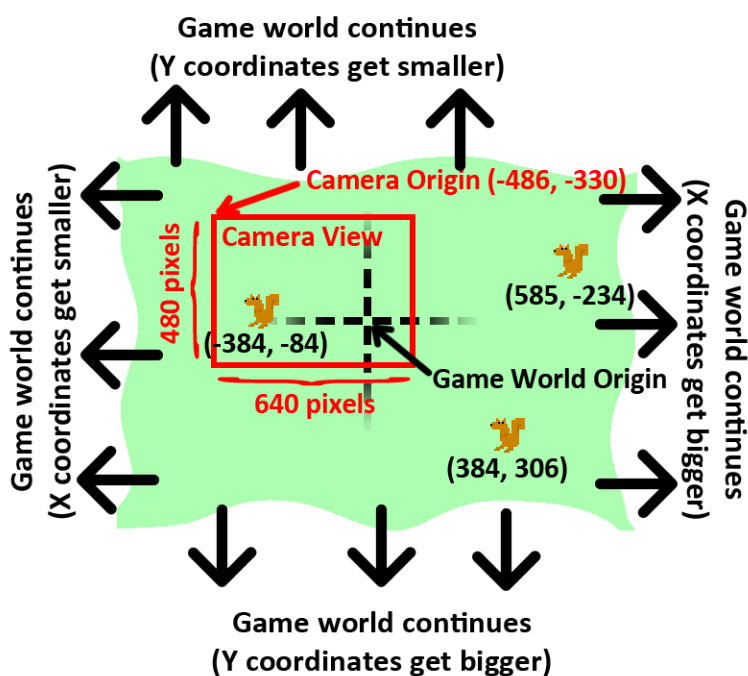 Game world continues
(Y coordinates get smaller)
Game world continues
(X coordinates get smaller)
Camera Origin (-486, -330)
Camera View
480 pixels
(-384, -84)
640 pixels
(585, -234)
Game World Origin
(384, 306)
Game world continues
(X coordinates get bigger)
Game world continues
(Y coordinates get bigger)